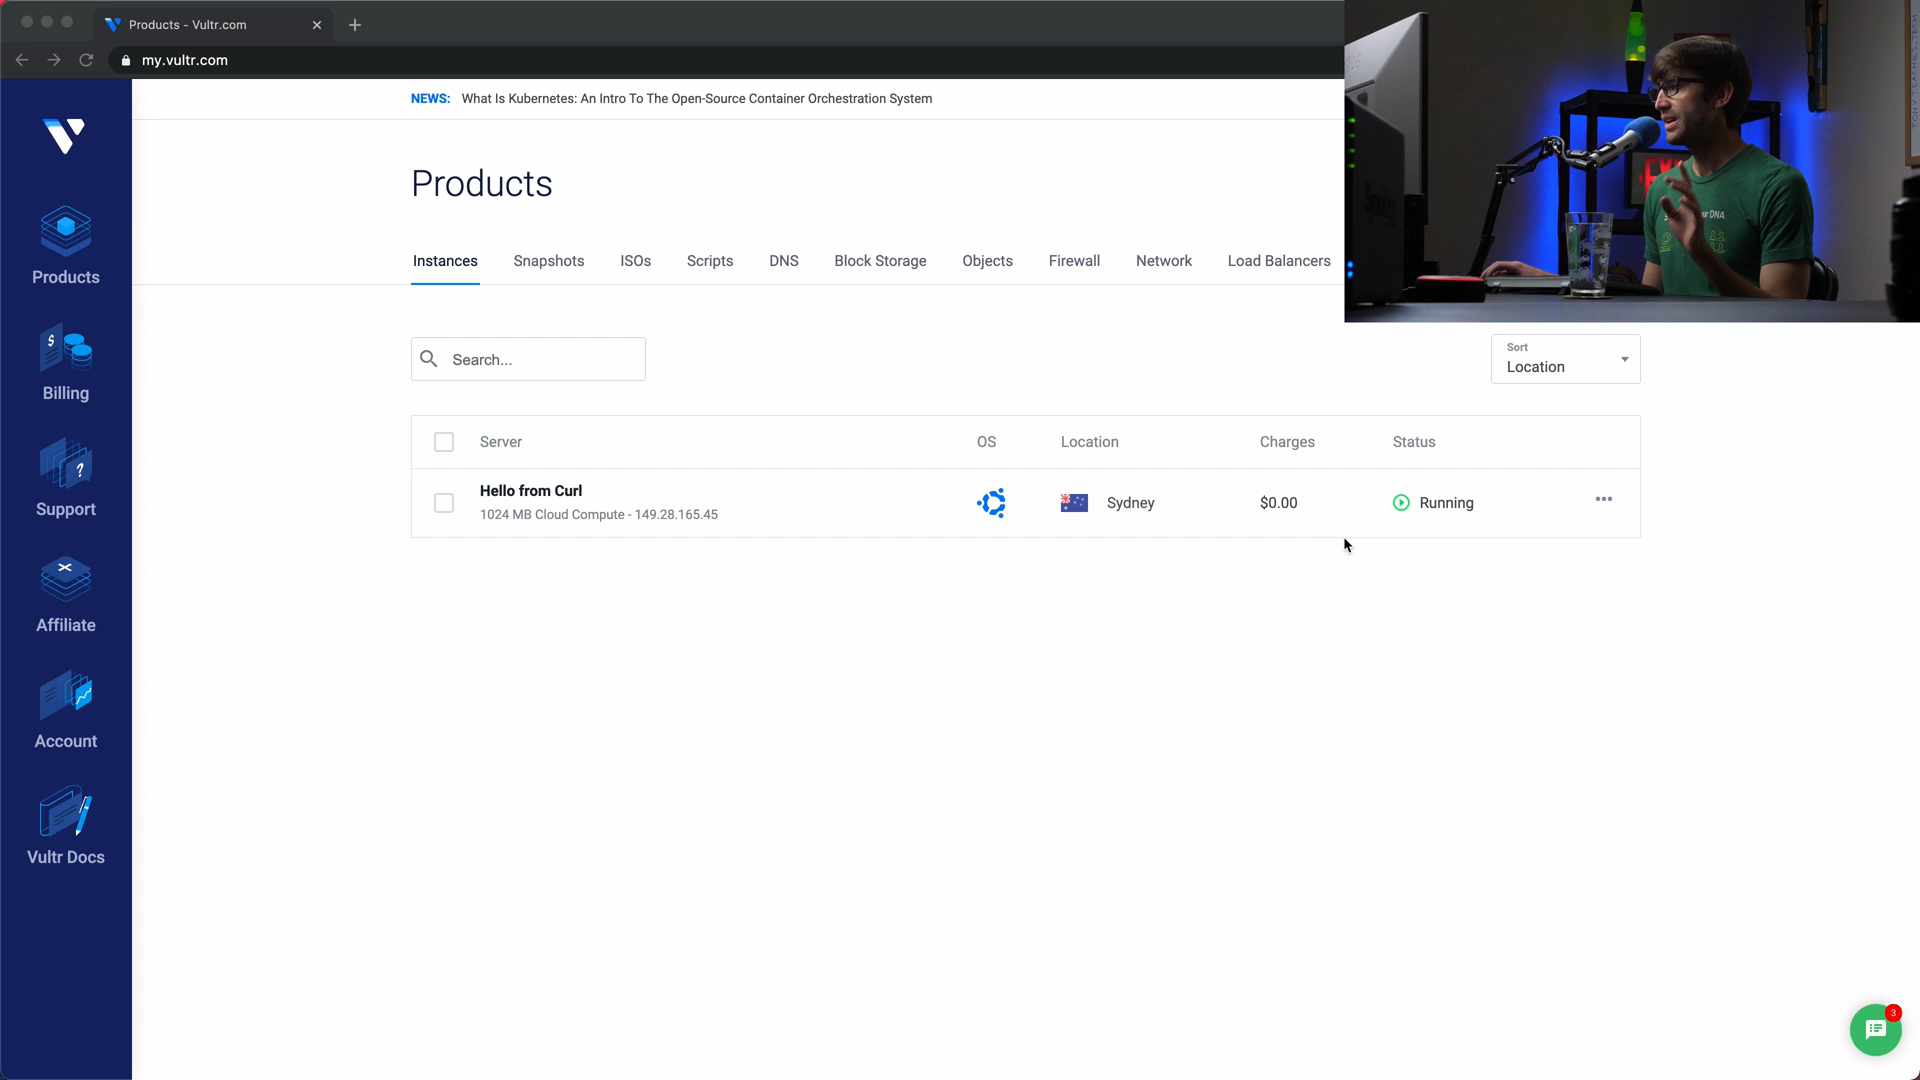 Products - Vultr.com
my.vultr.com
NEWS: What Is Kubernetes: An Intro To The Open-Source Container Orchestration System
Products
Instances Snapshots ISOs Scripts DNS Block Storage Objects Firewall Network Load Balancers
Search...
Sort
Location
Server OS Location Charges Status
Hello from Curl
1024 MB Cloud Compute - 149.28.165.45
Sydney $0.00 Running
Products
Billing
Support
Affiliate
Account
Vultr Docs
3
DNA